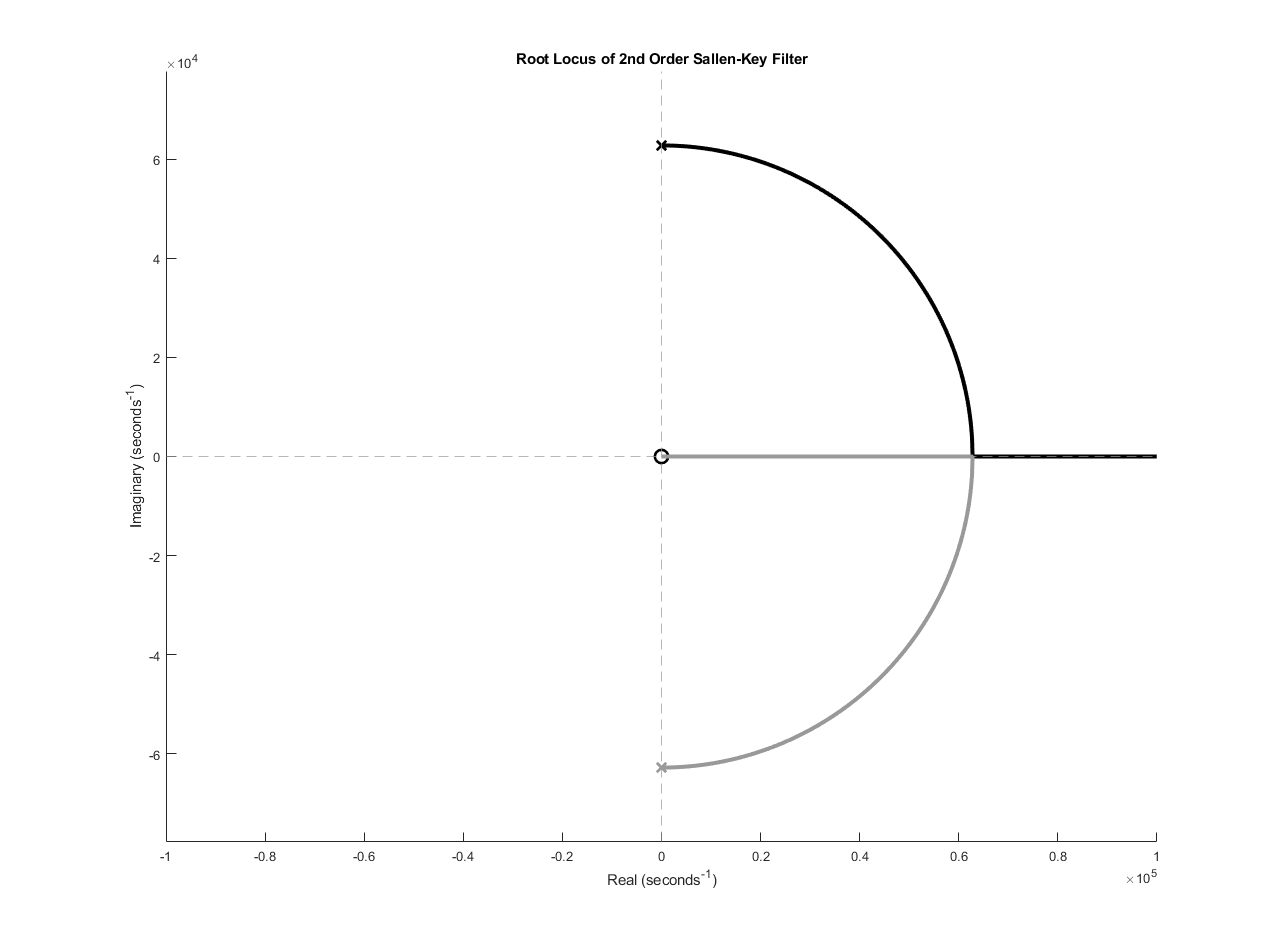 Root Locus of 2nd Order Sallen-Key Filter
×10^4
6
4
2
0
-2
-4
-6
Imaginary (seconds^-1)
-1 -0.8 -0.6 -0.4 -0.2 0 0.2 0.4 0.6 0.8 1
Real (seconds^-1)
×10^5